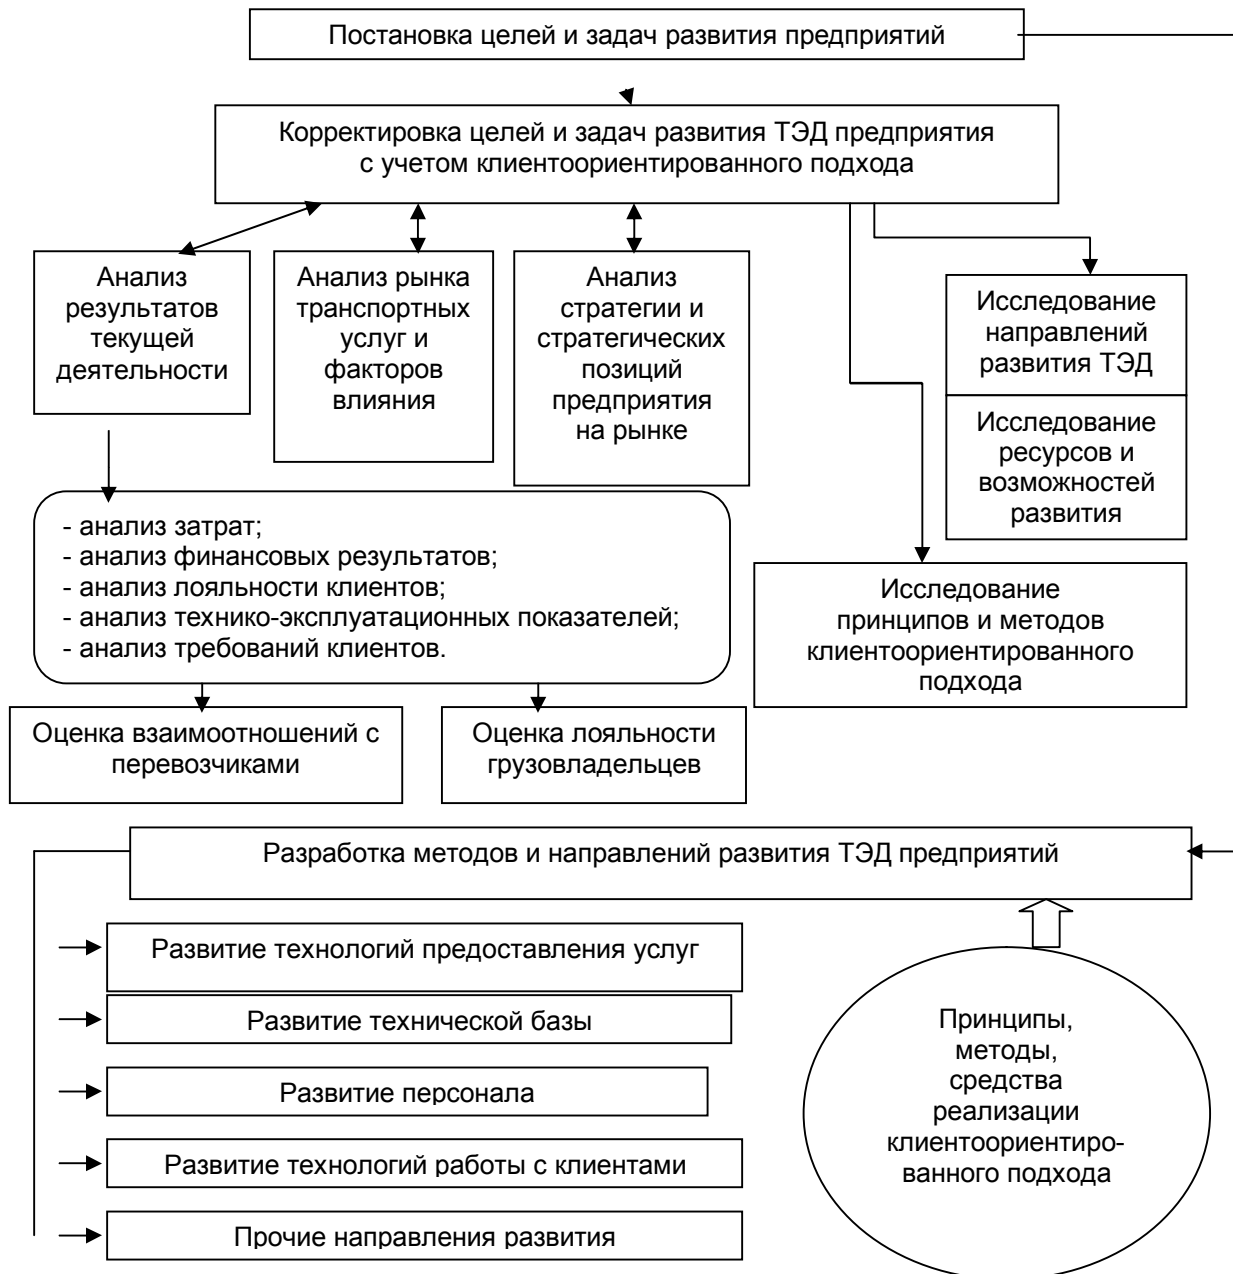 Постановка целей и задач развития предприятий
Корректировка целей и задач развития ТЭД предприятия
с учетом клиентоориентированного подхода
Анализ
результатов
текущей
деятельности
Анализ рынка
транспортных
услуг и
факторов
влияния
Анализ
стратегии и
стратегических
позиций
предприятия
на рынке
Исследование
направлений
развития ТЭД
Исследование
ресурсов и
возможностей
развития
- анализ затрат;
- анализ финансовых результатов;
- анализ лояльности клиентов;
- анализ технико-эксплуатационных показателей;
- анализ требований клиентов.
Исследование
принципов и методов
клиентоориентированного
подхода
Оценка взаимоотношений с
перевозчиками
Оценка лояльности
грузовладельцев
Разработка методов и направлений развития ТЭД предприятий
Развитие технологий предоставления услуг
Развитие технической базы
Развитие персонала
Развитие технологий работы с клиентами
Прочие направления развития
Принципы,
методы,
средства
реализации
клиентоориентиро-
ванного подхода